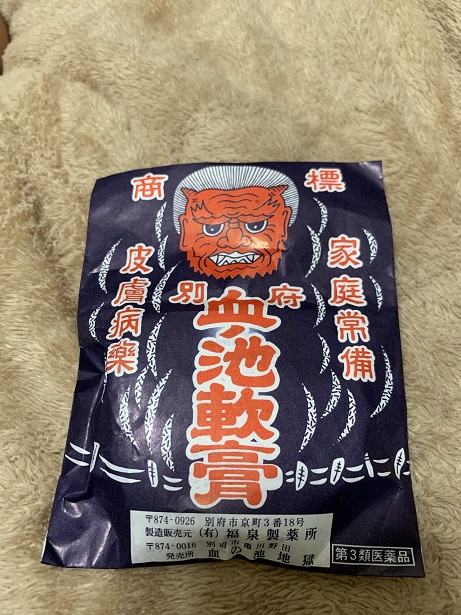 商標
家庭常備
皮膚病藥
別府
血ノ池軟膏
〒874-0926 別府市京町3番18号
製造販売元 (有) 福泉製薬所
〒874-0016 別府市亀川野田
発売所 血の池地獄
第3類医薬品